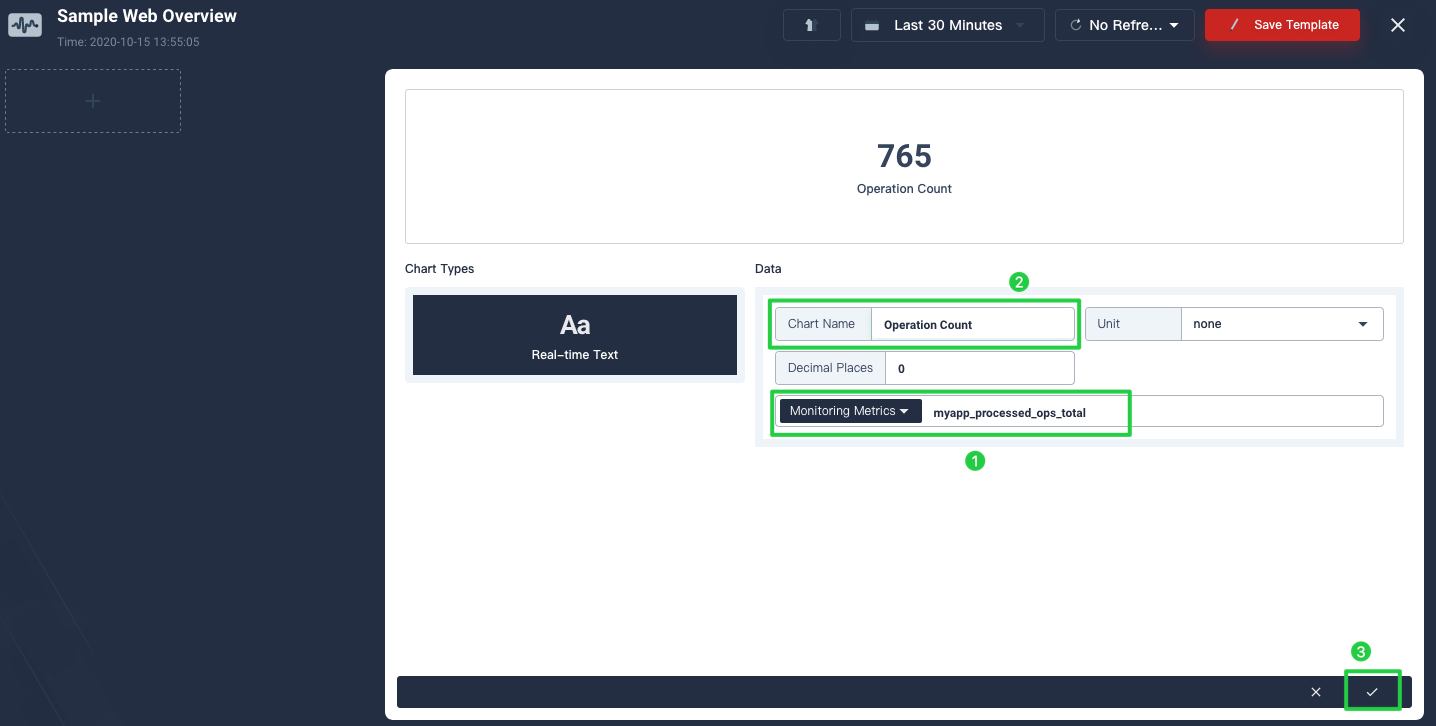 Sample Web Overview
Time: 2020-10-15 13:55:05
Last 30 Minutes
No Refre...
Save Template
765
Operation Count
Chart Types
Data
2
Aa
Real-time Text
Chart Name Operation Count
Unit none
Decimal Places 0
Monitoring Metrics myapp_processed_ops_total
1
3